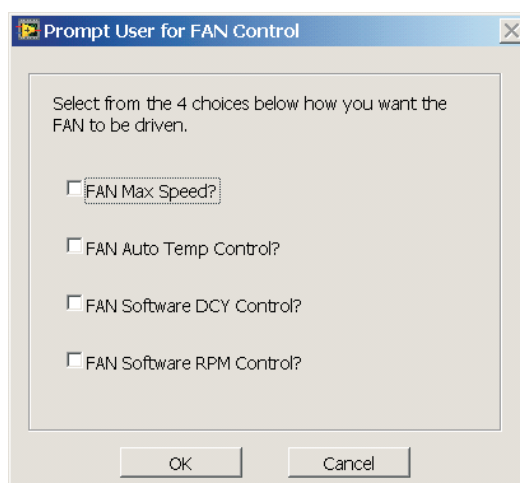 Prompt User for FAN Control
Select from the 4 choices below how you want the
FAN to be driven.
FAN Max Speed?
FAN Auto Temp Control?
FAN Software DCY Control?
FAN Software RPM Control?
OK Cancel